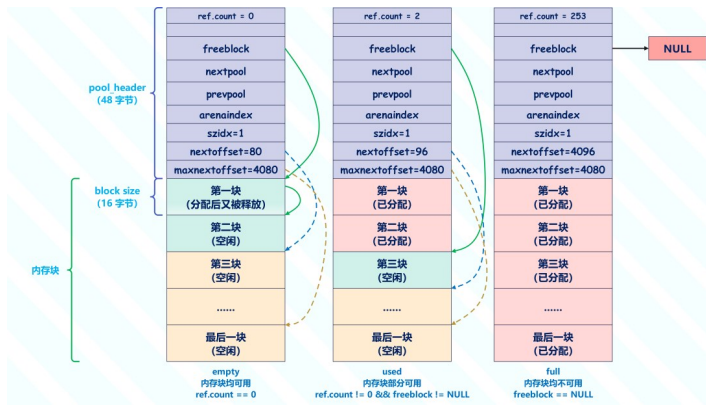 ref.count = 0
freeblock
nextpool
prevpool
arenaindex
szidx=1
nextoffset=80
maxnextoffset=4080
第一块
(分配后又被释放)
第二块
(空闲)
第三块
(空闲)
......
最后一块
(空闲)
empty
内存块均可用
ref.count == 0
ref.count = 2
freeblock
nextpool
prevpool
arenaindex
szidx=1
nextoffset=96
maxnextoffset=4080
第一块
(已分配)
第二块
(已分配)
第三块
(空闲)
......
最后一块
(空闲)
used
内存块部分可用
ref.count != 0 && freeblock != NULL
ref.count = 253
freeblock
nextpool
prevpool
arenaindex
szidx=1
nextoffset=4096
maxnextoffset=4080
第一块
(已分配)
第二块
(已分配)
第三块
(已分配)
......
最后一块
(已分配)
full
内存块均不可用
freeblock == NULL
NULL
pool_header
(48 字节)
block size
(16 字节)
内存块